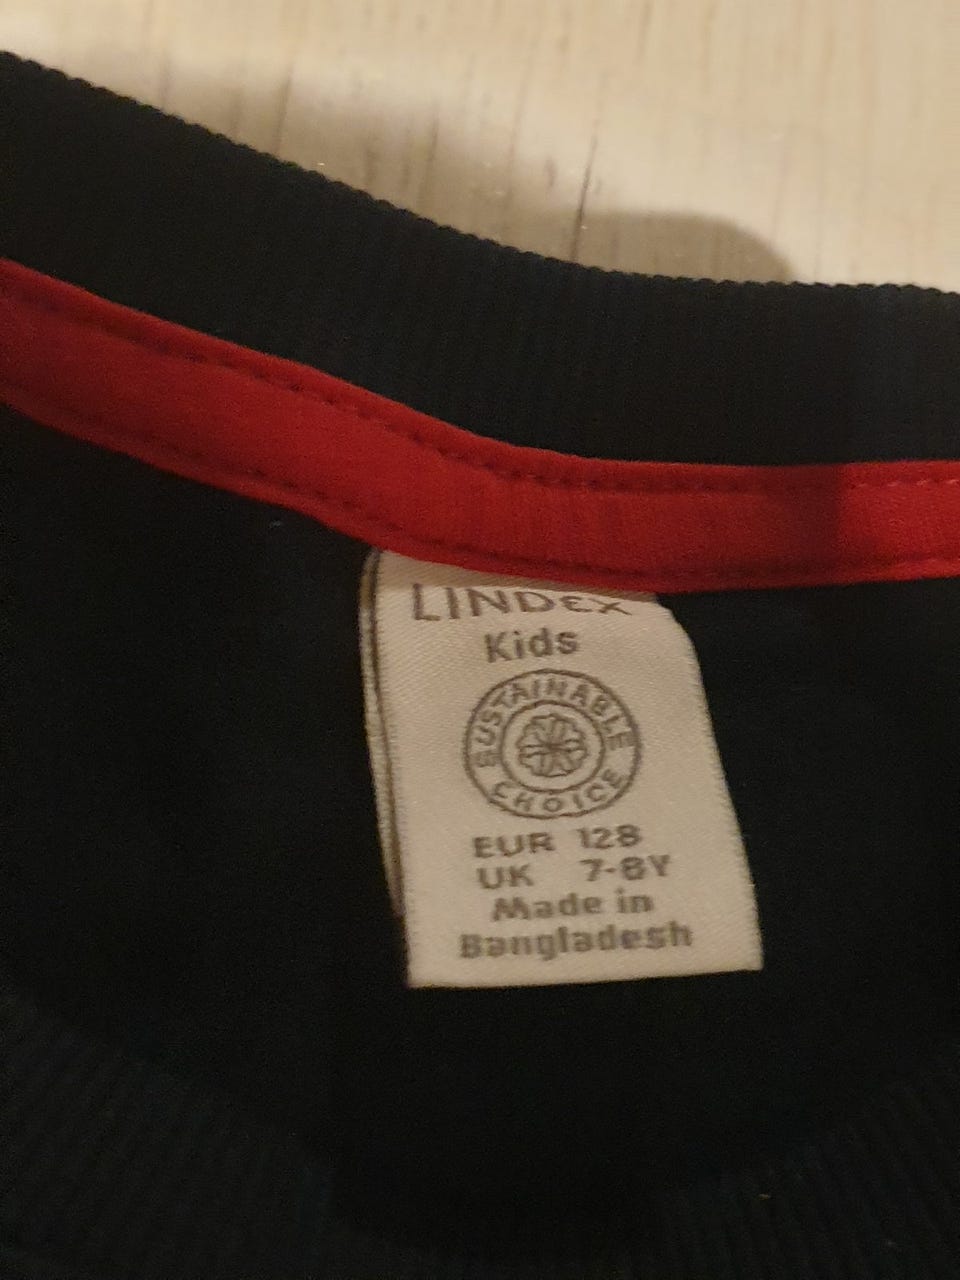 LINDEX
Kids
SUSTAINABLE
CHOICE
EUR 128
UK 7-8Y
Made in
Bangladesh